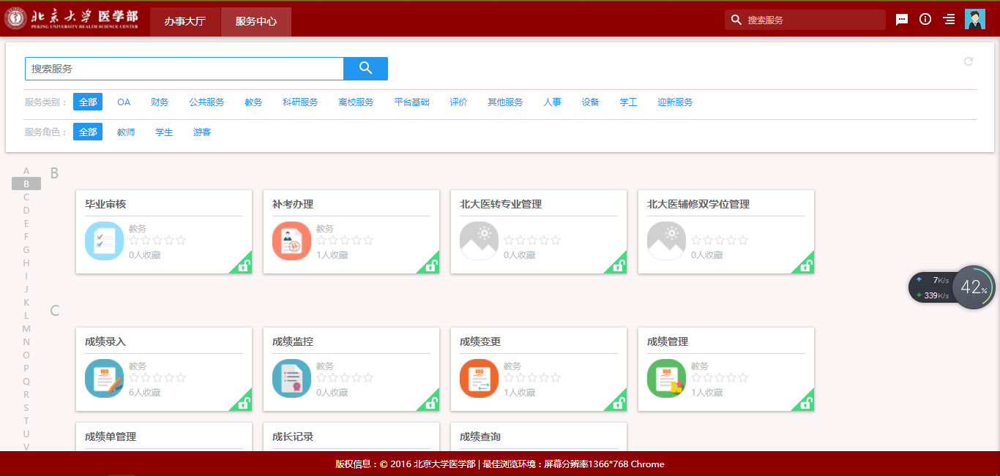 北京大学医学部 办事大厅 服务中心 搜索服务
PEKING UNIVERSITY HEALTH SCIENCE CENTER
搜索服务
服务类别： 全部 OA 财务 公共服务 教务 科研服务 离校服务 平台基础 评价 其他服务 人事 设备 学工 迎新服务
服务角色： 全部 教师 学生 游客
A
B
C
D
E
F
G
H
I
J
K
L
M
N
O
P
Q
R
S
T
U
V
B
毕业审核 补考办理 北大医转专业管理 北大医辅修双学位管理
教务 教务
0人收藏 1人收藏 0人收藏 0人收藏
7K/s
339K/s
42%
C
成绩录入 成绩监控 成绩变更 成绩管理
100 100 100
教务 教务 教务 教务
6人收藏 0人收藏 1人收藏 1人收藏
成绩单管理 成长记录 成绩查询
版权信息：© 2016 北京大学医学部 | 最佳浏览环境：屏幕分辨率1366*768 Chrome